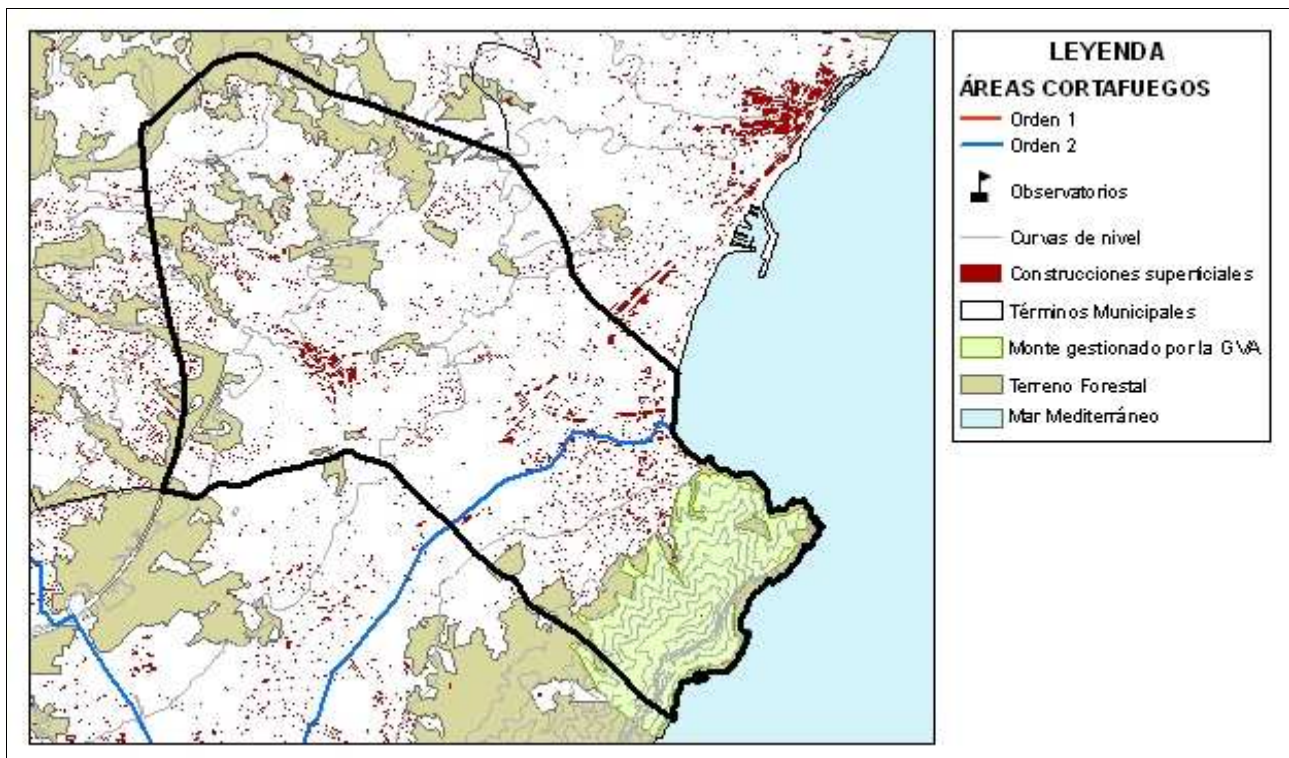 LEYENDA
ÁREAS CORTAFUEGOS
Orden 1
Orden 2
Observatorios
Curvas de nivel
Construcciones superficiales
Términos Municipales
Monte gestionado por la GVA
Terreno Forestal
Mar Mediterráneo